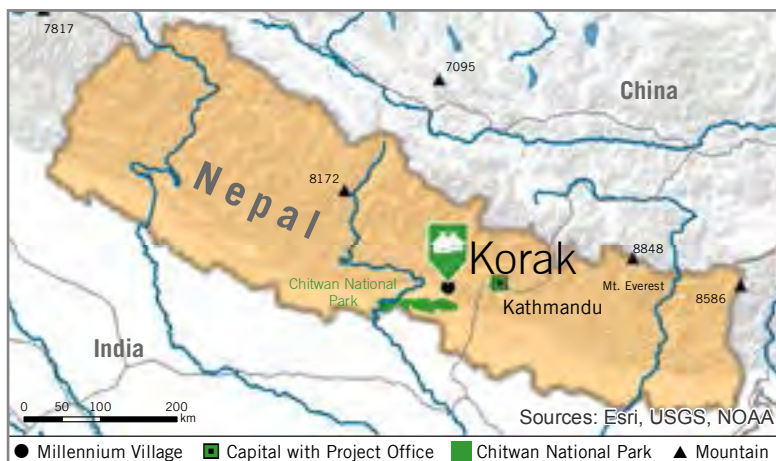 7817
7095
China
Nepal
8172
Korak
8848
Chitwan National
Park
Mt. Everest
8586
Kathmandu
India
0 50 100 200
km
Sources: Esri, USGS, NOAA
Millennium Village Capital with Project Office Chitwan National Park Mountain